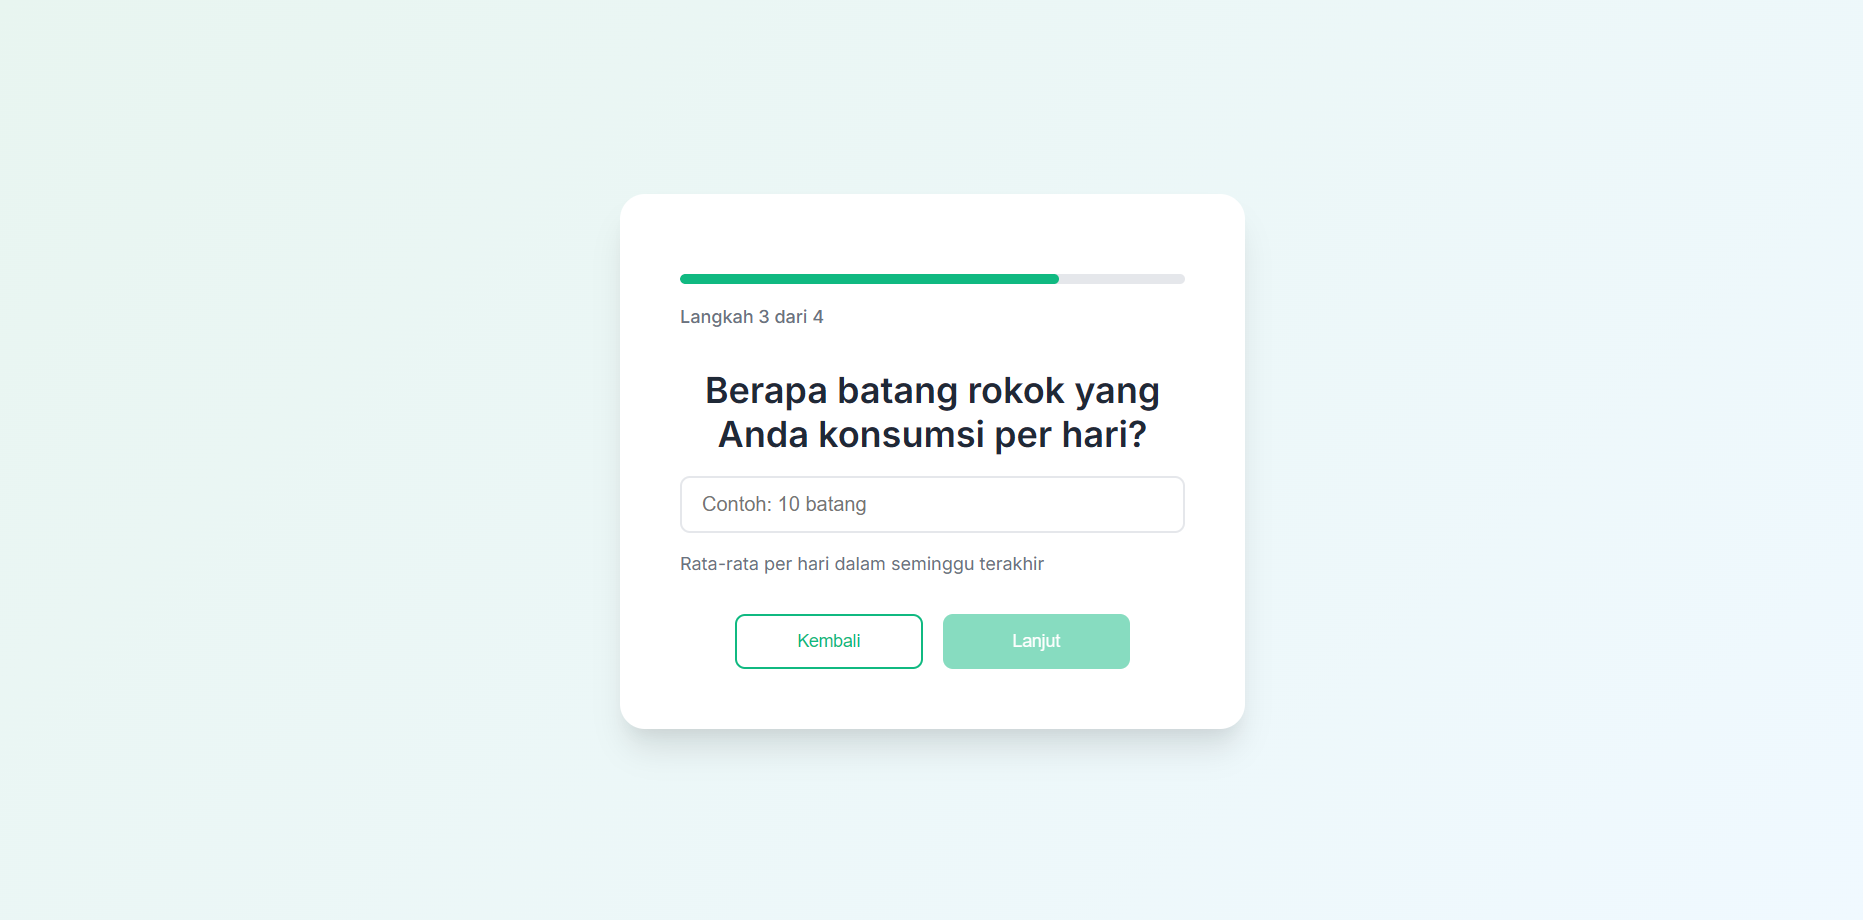 Langkah 3 dari 4
Berapa batang rokok yang
Anda konsumsi per hari?
Contoh: 10 batang
Rata-rata per hari dalam seminggu terakhir
Kembali
Lanjut